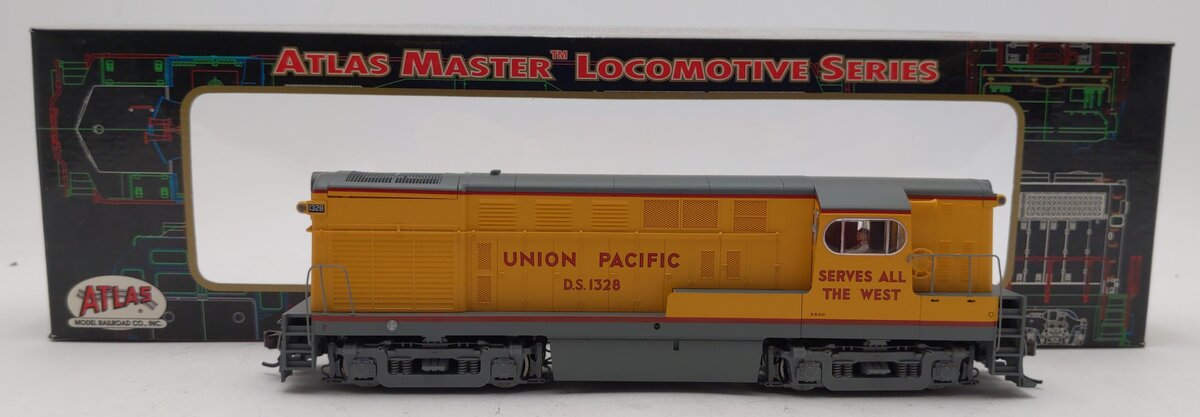 ATLAS MASTER™ LOCOMOTIVE SERIES
1328
UNION PACIFIC
D.S. 1328
SERVES ALL
THE WEST
ATLAS
MODEL RAILROAD CO., INC.